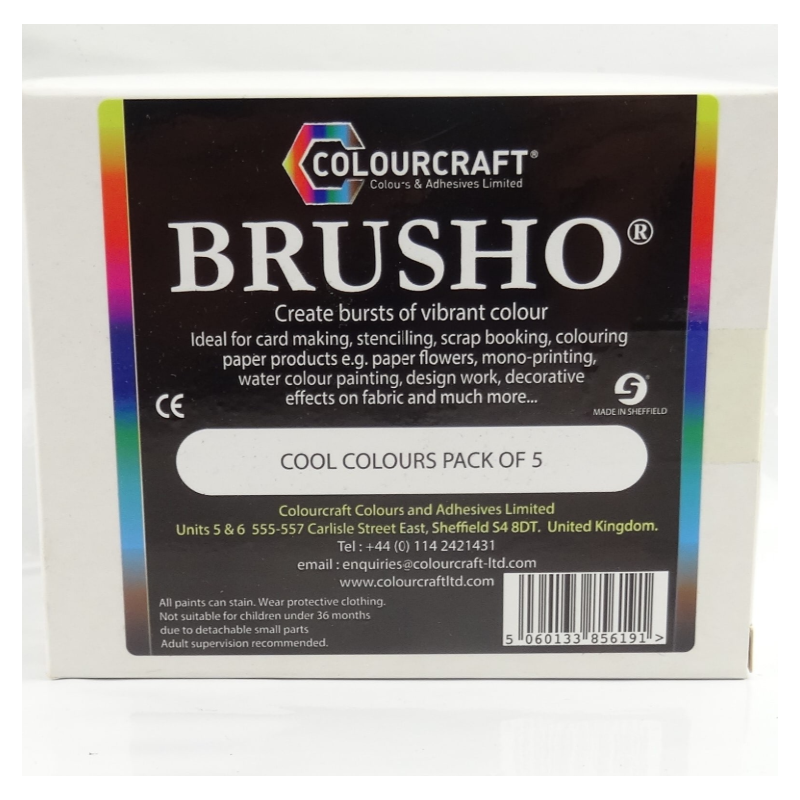 COLOURCRAFT®
Colours & Adhesives Limited
BRUSHO®
Create bursts of vibrant colour
Ideal for card making, stencilling, scrap booking, colouring
paper products e.g. paper flowers, mono-printing,
water colour painting, design work, decorative
effects on fabric and much more...
CE
S®
MADE IN SHEFFIELD
COOL COLOURS PACK OF 5
Colourcraft Colours and Adhesives Limited
Units 5 & 6 555-557 Carlisle Street East, Sheffield S4 8DT. United Kingdom.
Tel : +44 (0) 114 2421431
email : enquiries@colourcraft-ltd.com
www.colourcraftltd.com
All paints can stain. Wear protective clothing.
Not suitable for children under 36 months
due to detachable small parts
Adult supervision recommended.
5 060133 856191 >